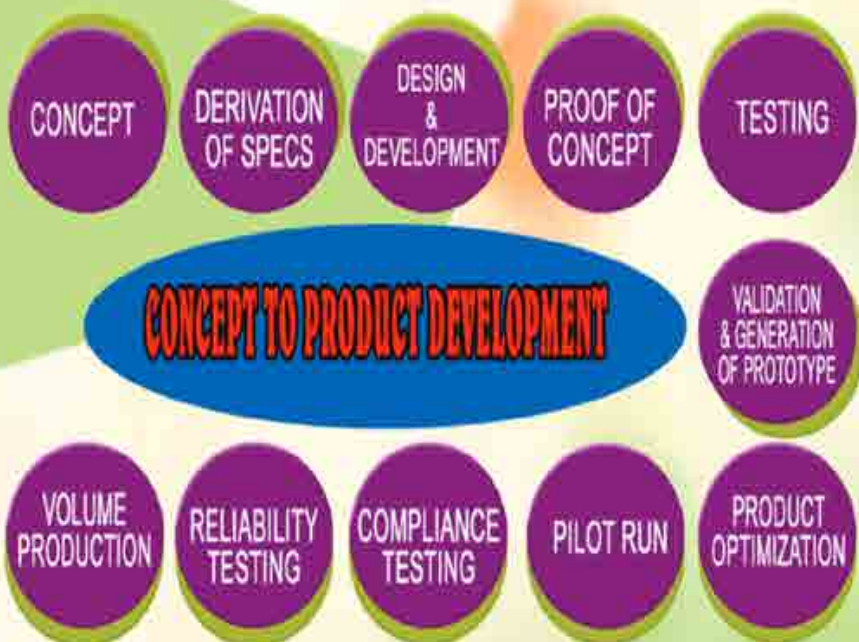 CONCEPT
DERIVATION
OF SPECS
DESIGN
&
DEVELOPMENT
PROOF OF
CONCEPT
TESTING
CONCEPT TO PRODUCT DEVELOPMENT
VALIDATION
& GENERATION
OF PROTOTYPE
VOLUME
PRODUCTION
RELIABILITY
TESTING
COMPLIANCE
TESTING
PILOT RUN
PRODUCT
OPTIMIZATION